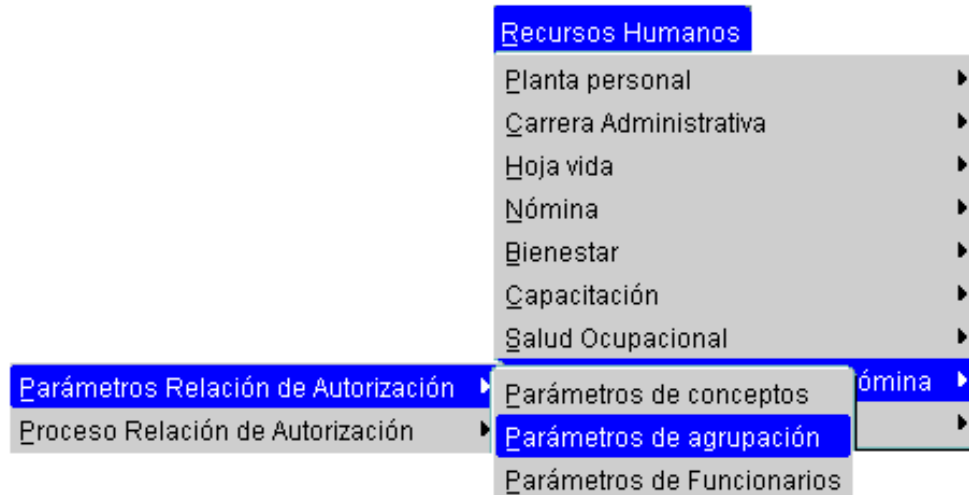 Recursos Humanos
Planta personal
Carrera Administrativa
Hoja vida
Nómina
Bienestar
Capacitación
Salud Ocupacional
ómina
Parámetros Relación de Autorización
Proceso Relación de Autorización
Parámetros de conceptos
Parámetros de agrupación
Parámetros de Funcionarios